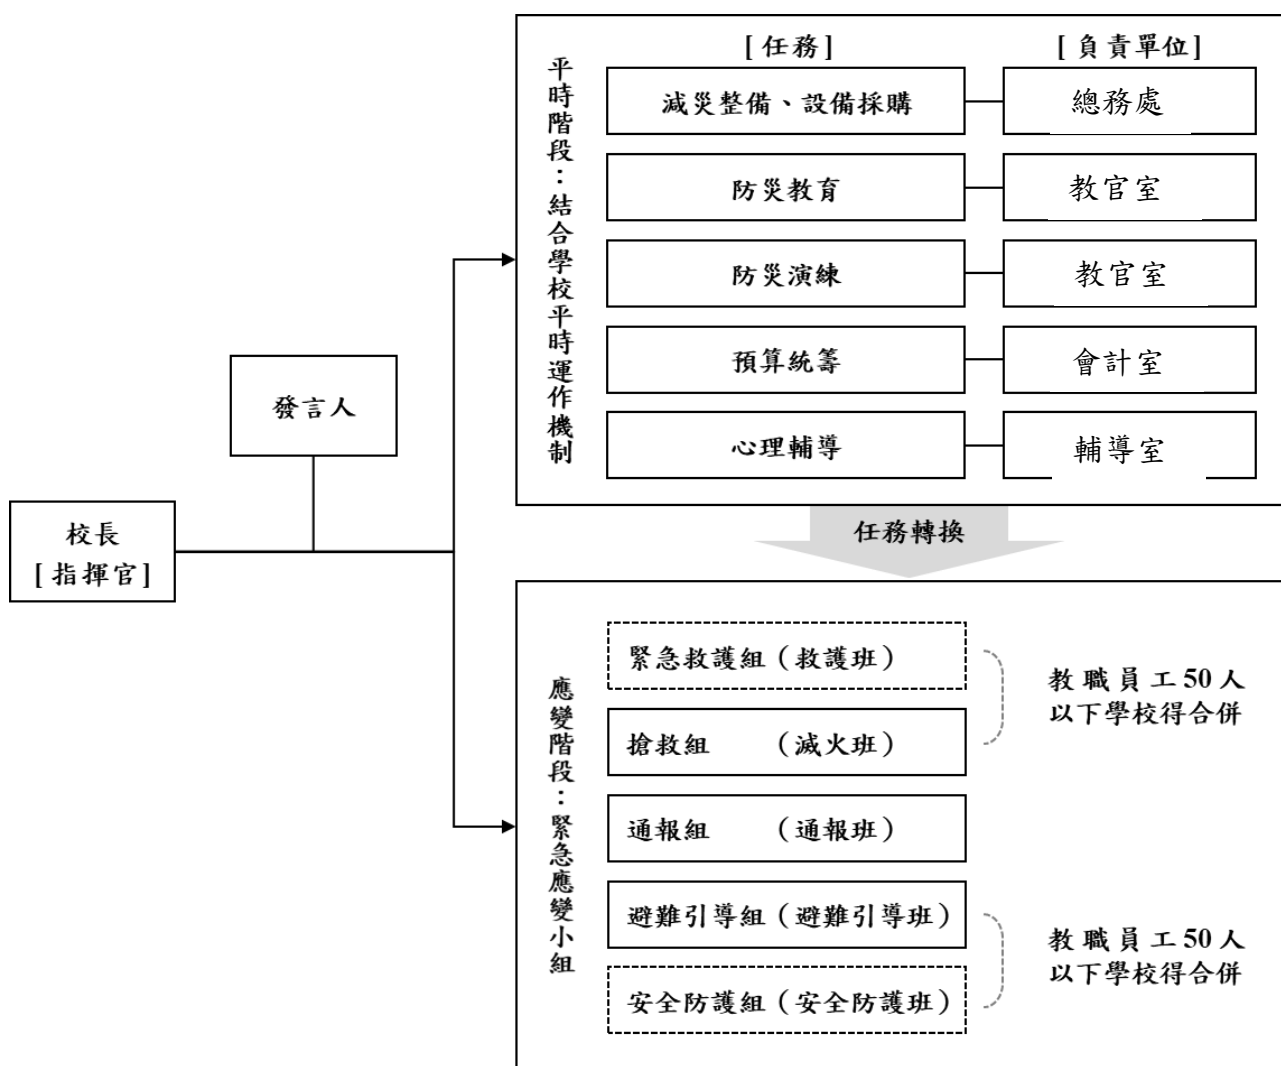 校長
[指揮官]
發言人
平時階段：結合學校平時運作機制
[任務]
[負責單位]
減災整備、設備採購
總務處
防災教育
教官室
防災演練
教官室
預算統籌
會計室
心理輔導
輔導室
任務轉換
應變階段：緊急應變小組
緊急救護組（救護班）
搶救組　　（滅火班）
教職員工50人
以下學校得合併
通報組　　（通報班）
避難引導組（避難引導班）
安全防護組（安全防護班）
教職員工50人
以下學校得合併